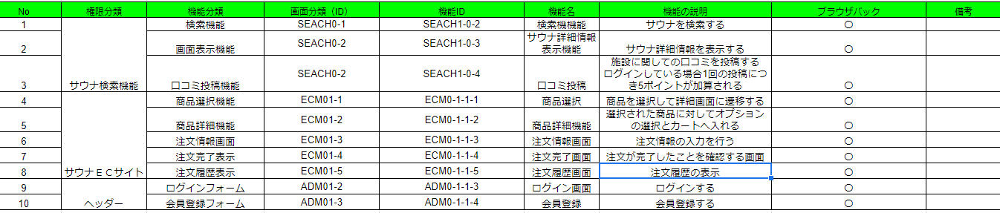 No 権限分類 機能分類 画面分類（ID） 機能ID 機能名 機能の説明 ブラウザバック 備考
1 検索機能 SEACH0-1 SEACH1-0-2 検索機機能 サウナを検索する 〇
2 画面表示機能 SEACH0-2 SEACH1-0-3 サウナ詳細情報
表示機能 サウナ詳細情報を表示する 〇
3 サウナ検索機能 口コミ投稿機能 SEACH0-2 SEACH1-0-4 口コミ投稿 施設に関しての口コミを投稿する
ログインしている場合1回の投稿につ
き5ポイントが加算される 〇
4 商品選択機能 ECM01-1 ECM0-1-1-1 商品選択 商品を選択して詳細画面に遷移する 〇
5 商品詳細機能 ECM01-2 ECM0-1-1-2 商品詳細機能 選択された商品に対してオプション
の選択とカートへ入れる 〇
6 注文情報画面 ECM01-3 ECM0-1-1-3 注文情報画面 注文情報の入力を行う 〇
7 注文完了表示 ECM01-4 ECM0-1-1-4 注文完了画面 注文が完了したことを確認する画面 〇
8 サウナＥＣサイト 注文履歴表示 ECM01-5 ECM0-1-1-5 注文履歴画面 注文履歴の表示 〇
9 ログインフォーム ADM01-2 ADM0-1-1-3 ログイン画面 ログインする 〇
10 ヘッダー 会員登録フォーム ADM01-3 ADM0-1-1-4 会員登録 会員登録する 〇